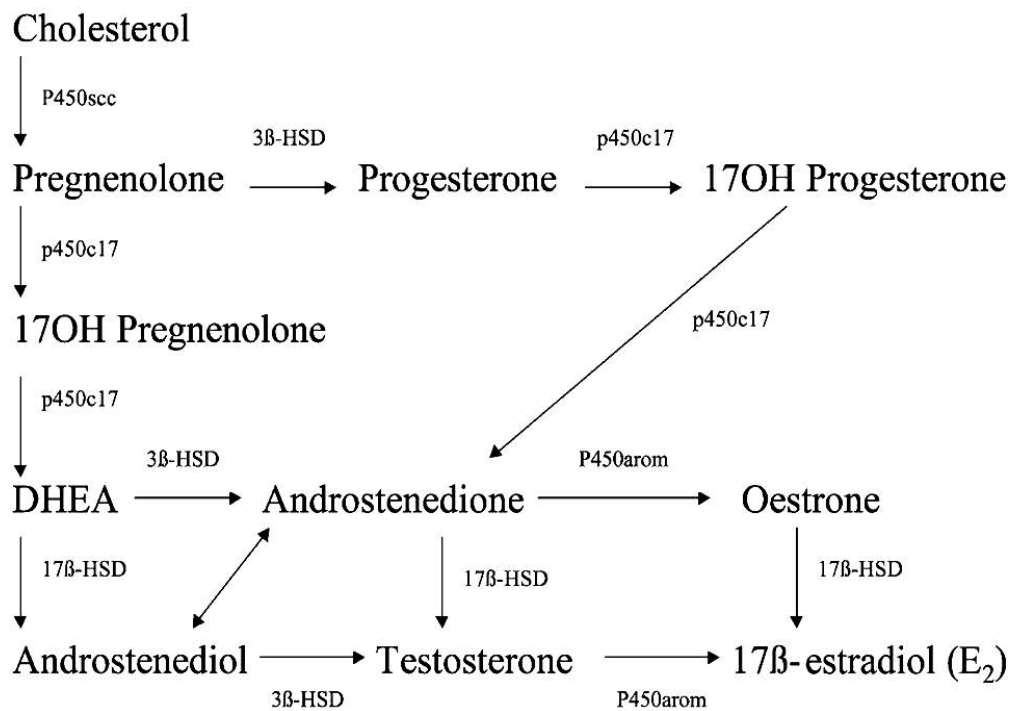 Cholesterol
P450scc
3ß-HSD
p450c17
Pregnenolone
Progesterone
17OH Progesterone
p450c17
p450c17
17OH Pregnenolone
p450c17
3ß-HSD
P450arom
DHEA
Androstenedione
Oestrone
17ß-HSD
17ß-HSD
17ß-HSD
Androstenediol
Testosterone
17ß-estradiol (E₂)
3ß-HSD
P450arom